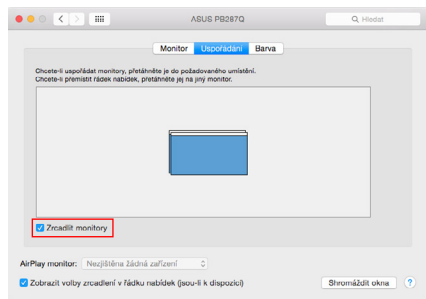 ASUS PB287Q
Hledat
Monitor Uspořádání Barva
Chcete-li uspořádat monitory, přetáhněte je do požadovaného umístění.
Chcete-li přemístit řádek nabídek, přetáhněte jej na jiný monitor.
Zrcadlit monitory
AirPlay monitor: Nezjištěna žádná zařízení
Zobrazit volby zrcadlení v řádku nabídek (jsou-li k dispozici)
Shromáždit okna ?